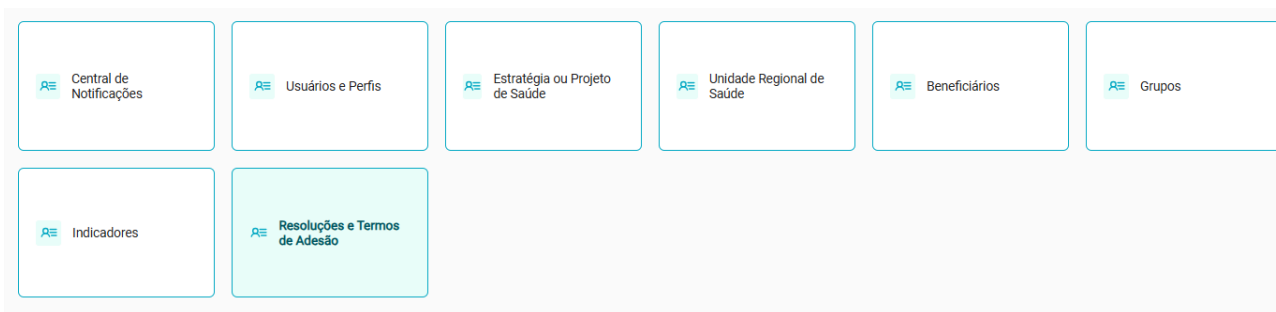 Central de
Notificações
Usuários e Perfis
Estratégia ou Projeto
de Saúde
Unidade Regional de
Saúde
Beneficiários
Grupos
Indicadores
Resoluções e Termos
de Adesão